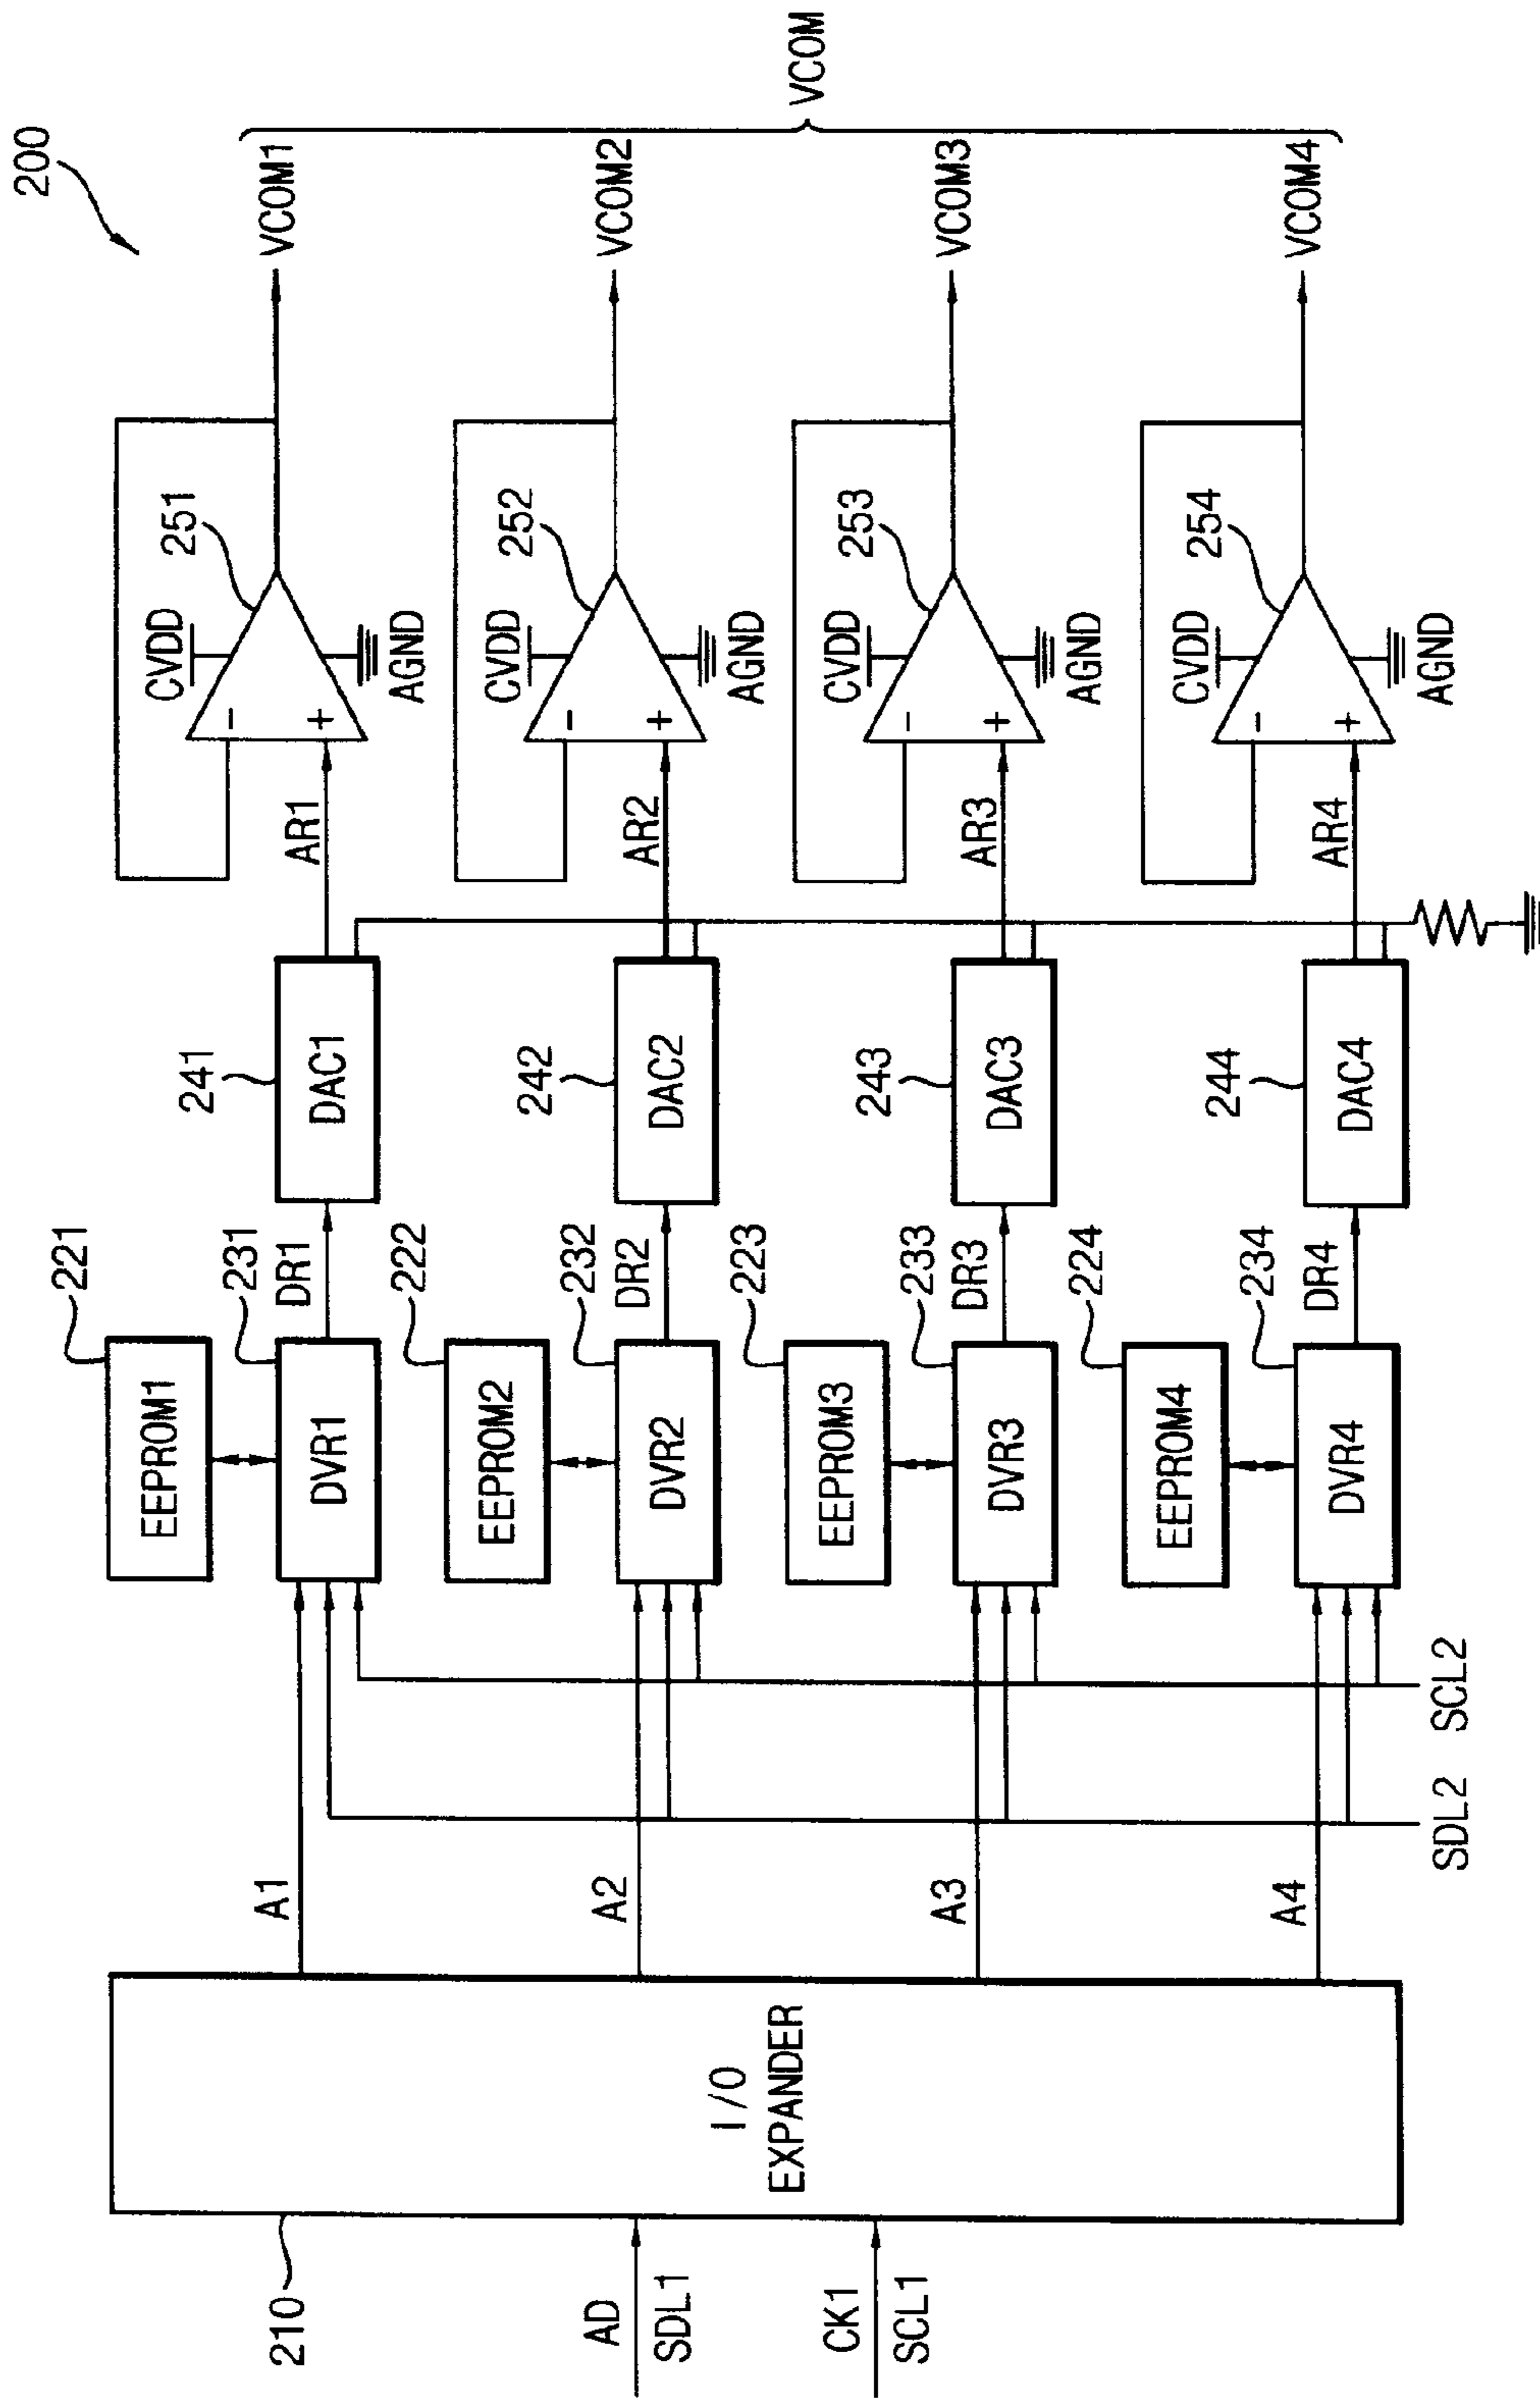 200
210
AD
SDL1
CK1
SCL1
I/O
EXPANDER
A1
A2
A3
A4
SDL2
SCL2
221
EEPROM1
231
DVR1
DR1
241
DAC1
AR1
CVDD
251
-
+
AGND
VCOM1
222
EEPROM2
232
DVR2
DR2
242
DAC2
AR2
CVDD
252
-
+
AGND
VCOM2
223
EEPROM3
233
DVR3
DR3
243
DAC3
AR3
CVDD
253
-
+
AGND
VCOM3
224
EEPROM4
234
DVR4
DR4
244
DAC4
AR4
CVDD
254
-
+
AGND
VCOM4
VCOM